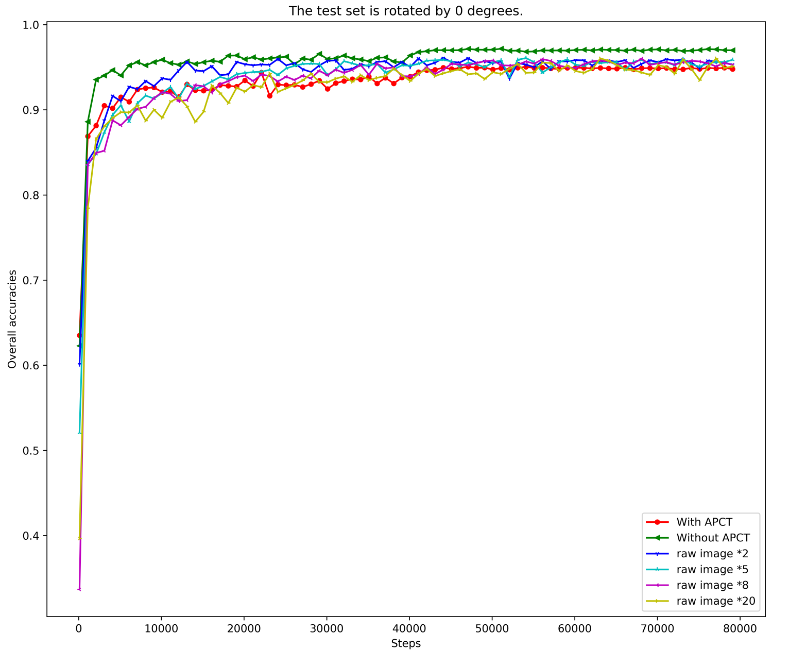 The test set is rotated by 0 degrees.
1.0
0.9
0.8
0.7
0.6
0.5
0.4
Overall accuracies
0 10000 20000 30000 40000 50000 60000 70000 80000
Steps
With APCT
Without APCT
raw image *2
raw image *5
raw image *8
raw image *20